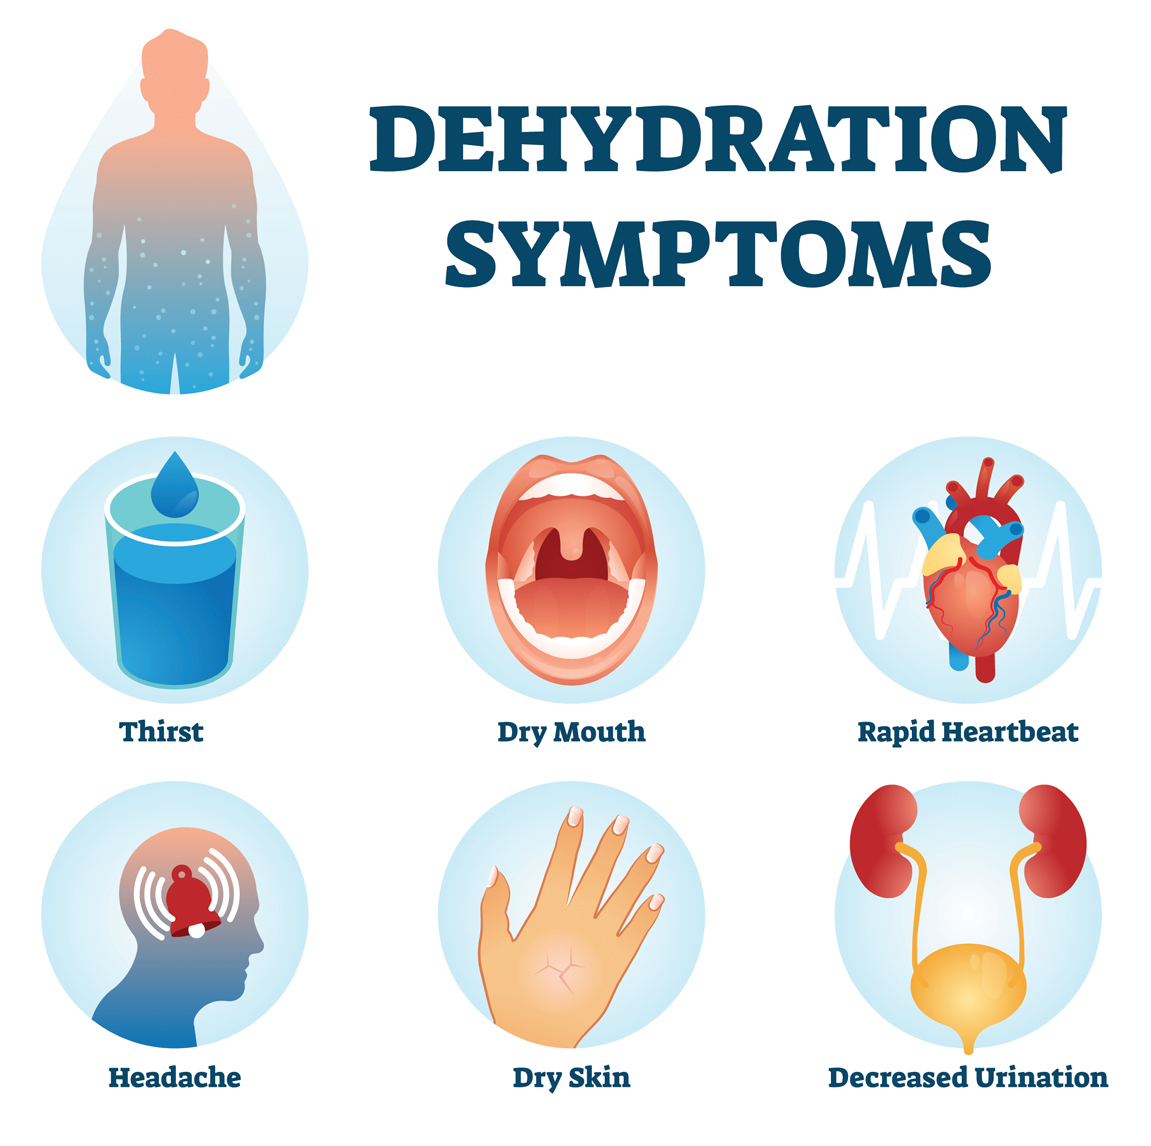 DEHYDRATION
SYMPTOMS
Thirst
Dry Mouth
Rapid Heartbeat
Headache
Dry Skin
Decreased Urination